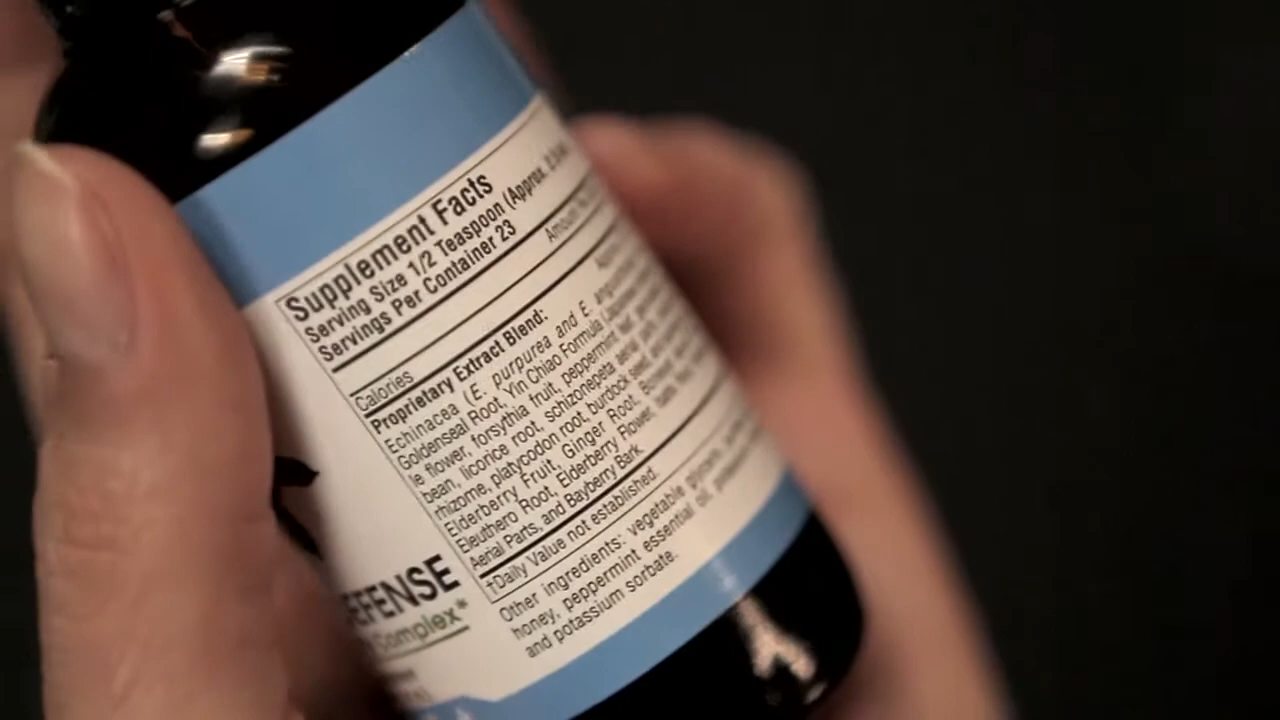 Supplement Facts
Serving Size 1/2 Teaspoon (Approx.
Servings Per Container 23
Calories
Proprietary Extract Blend:
Echinacea (E. purpurea and E.
Goldenseal Root, Yin Chiao Formula
le flower, forsythia fruit, peppermint
bean, licorice root, schizonepeta
rhizome, platycodon root, burdock seed
Elderberry Fruit, Ginger Root,
Eleuthero Root, Elderberry Flower,
Aerial Parts, and Bayberry Bark.
†Daily Value not established.
Other ingredients: vegetable glycerin,
honey, peppermint essential oil,
and potassium sorbate.
EFENSE
Complex*